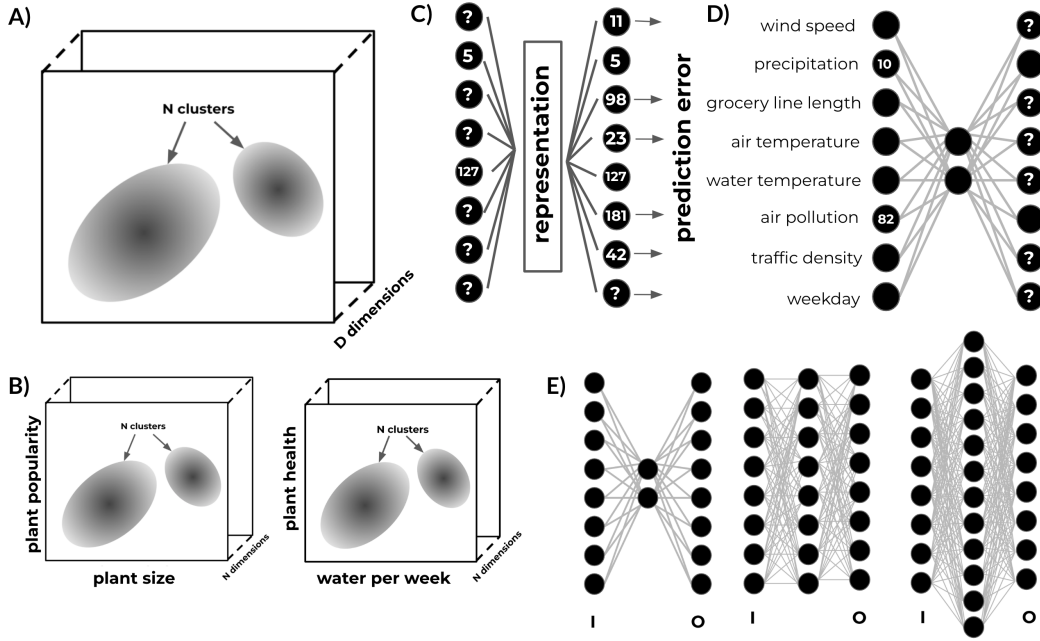 A)
N clusters
D dimensions
B)
plant popularity
N clusters
plant size
N dimensions
plant health
N clusters
water per week
N dimensions
C)
?
5
?
?
127
?
?
?
representation
11
5
98
23
127
181
42
?
prediction error
D)
wind speed
precipitation
grocery line length
air temperature
water temperature
air pollution
traffic density
weekday
10
82
?
?
?
?
?
?
E)
I
O
I
O
I
O